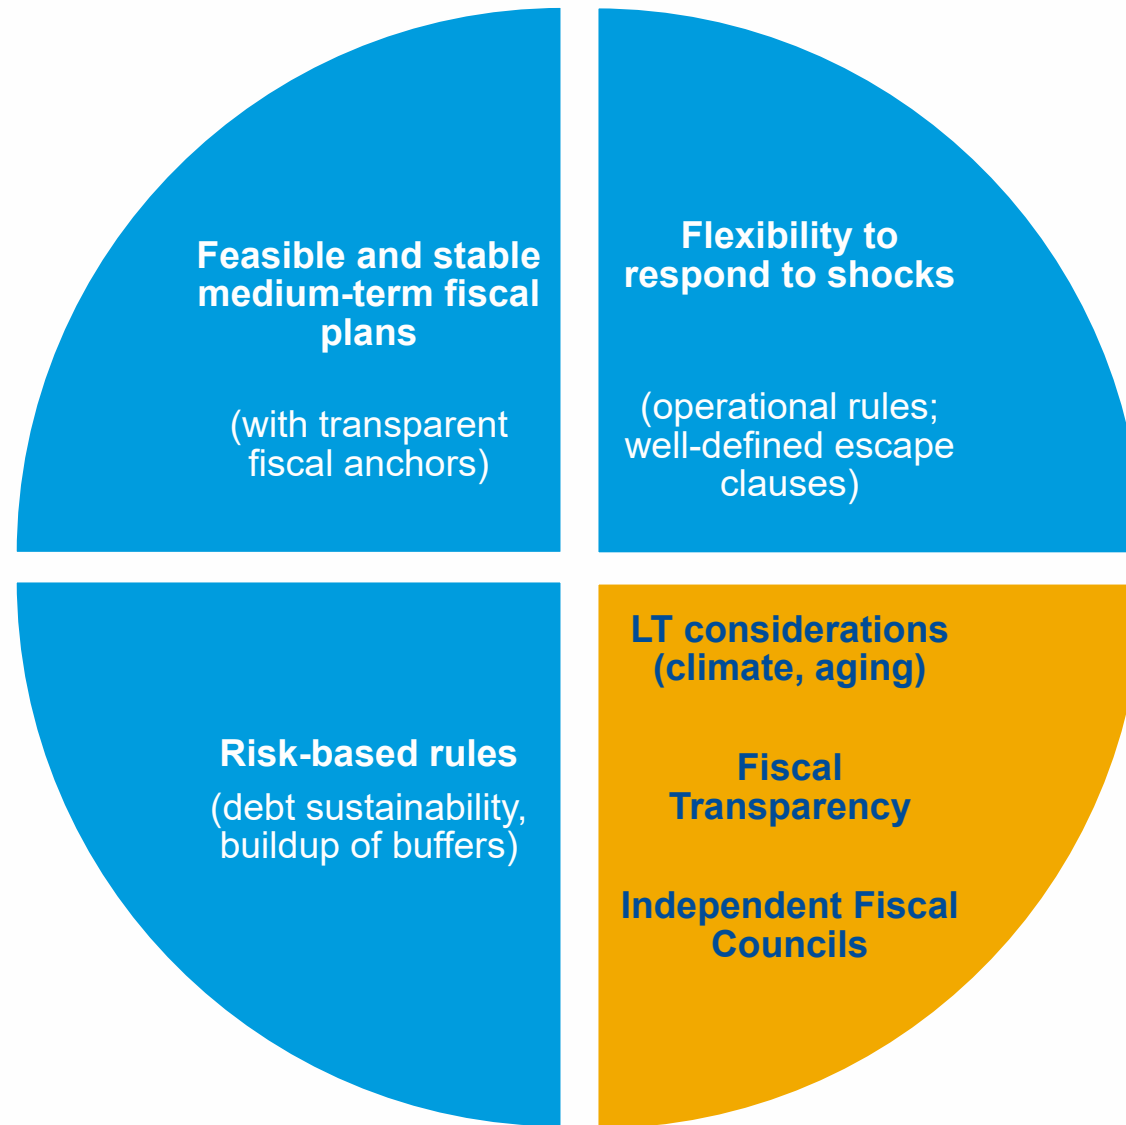 Feasible and stable
medium-term fiscal
plans
(with transparent
fiscal anchors)
Flexibility to
respond to shocks
(operational rules;
well-defined escape
clauses)
Risk-based rules
(debt sustainability,
buildup of buffers)
LT considerations
(climate, aging)
Fiscal
Transparency
Independent Fiscal
Councils